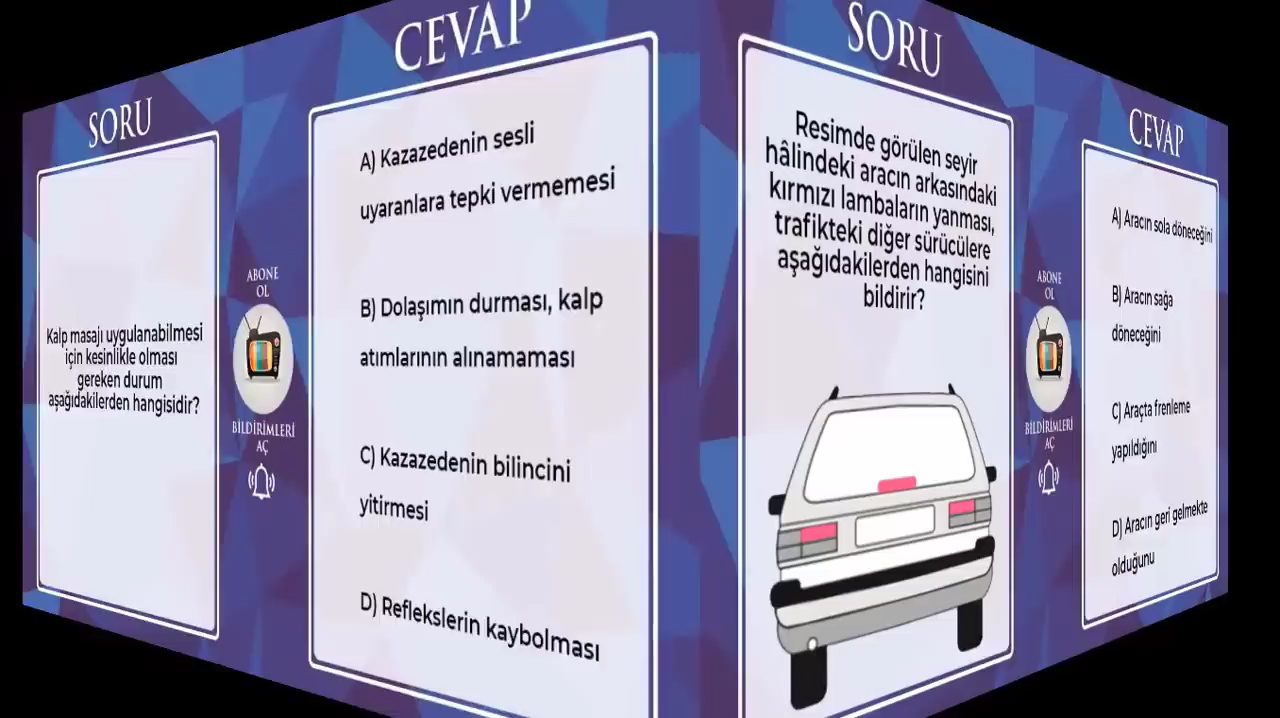 SORU
Kalp masajı uygulanabilmesi
için kesinlikle olması
gereken durum
aşağıdakilerden hangisidir?
ABONE
OL
BİLDİRİMLERİ
AÇ
CEVAP
A) Kazazedenin sesli
uyaranlara tepki vermemesi
B) Dolaşımın durması, kalp
atımlarının alınamaması
C) Kazazedenin bilincini
yitirmesi
D) Reflekslerin kaybolması
SORU
Resimde görülen seyir
hâlindeki aracın arkasındaki
kırmızı lambaların yanması,
trafikteki diğer sürücülere
aşağıdakilerden hangisini
bildirir?
ABONE
OL
BİLDİRİMLERİ
AÇ
CEVAP
A) Aracın sola döneceğini
B) Aracın sağa
döneceğini
C) Araçta frenleme
yapıldığını
D) Aracın geri gelmekte
olduğunu